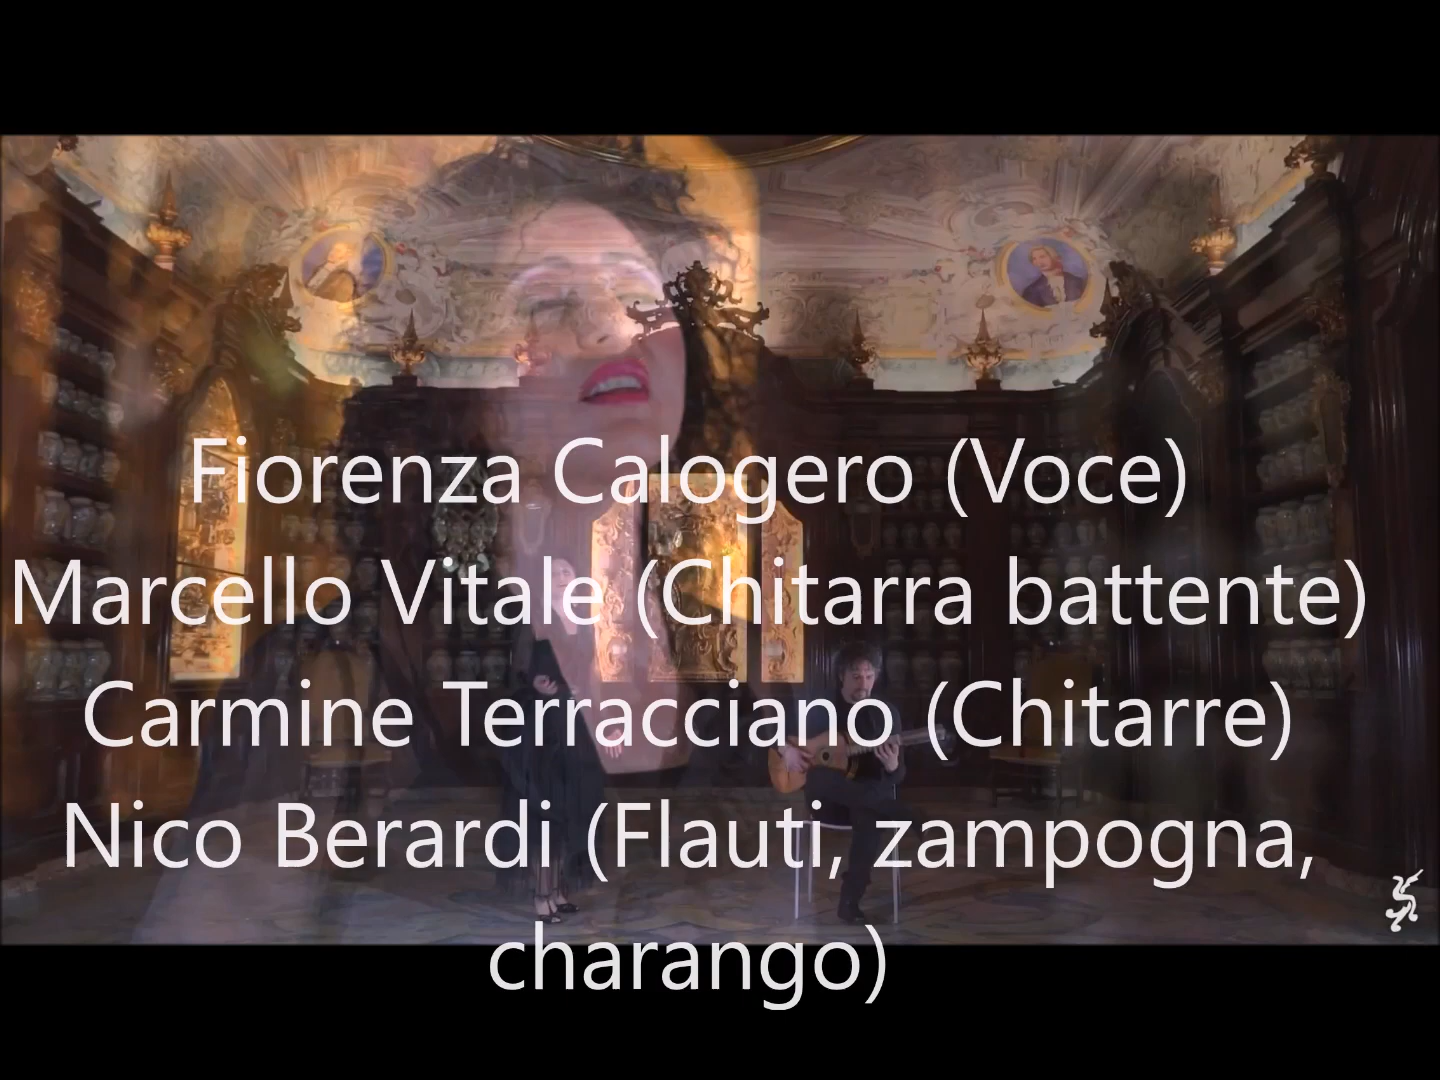 Fiorenza Calogero (Voce)
Marcello Vitale (Chitarra battente)
Carmine Terracciano (Chitarre)
Nico Berardi (Flauti, zampogna,
charango)